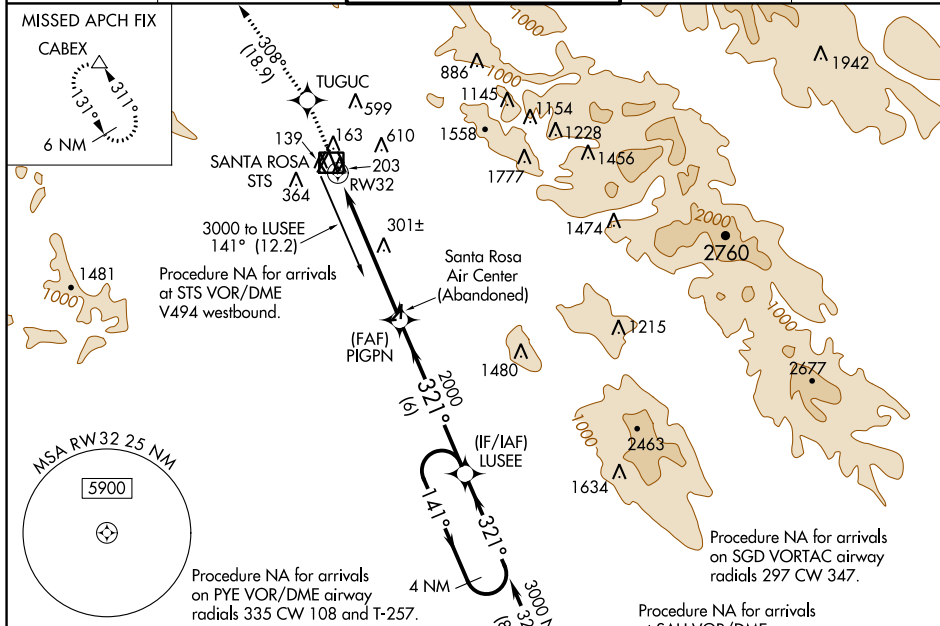 MISSED APCH FIX
CABEX
131°
311°
6 NM
308°
(18.9)
TUGUC
599
139
163
610
SANTA ROSA
STS
203
RW32
364
3000 to LUSEE
141° (12.2)
301±
Procedure NA for arrivals
at STS VOR/DME
V494 westbound.
1481
1000
Santa Rosa
Air Center
(Abandoned)
(FAF)
PIGPN
2000
321°
(6)
(IF/IAF)
LUSEE
141°
321°
4 NM
3000
1000
886
1000
1145
1154
1558
1228
1456
1777
1942
1474
2000
2760
1000
1215
1480
2677
1000
2463
1634
MSA RW32 25 NM
5900
Procedure NA for arrivals
on PYE VOR/DME airway
radials 335 CW 108 and T-257.
Procedure NA for arrivals
on SGD VORTAC airway
radials 297 CW 347.
Procedure NA for arrivals